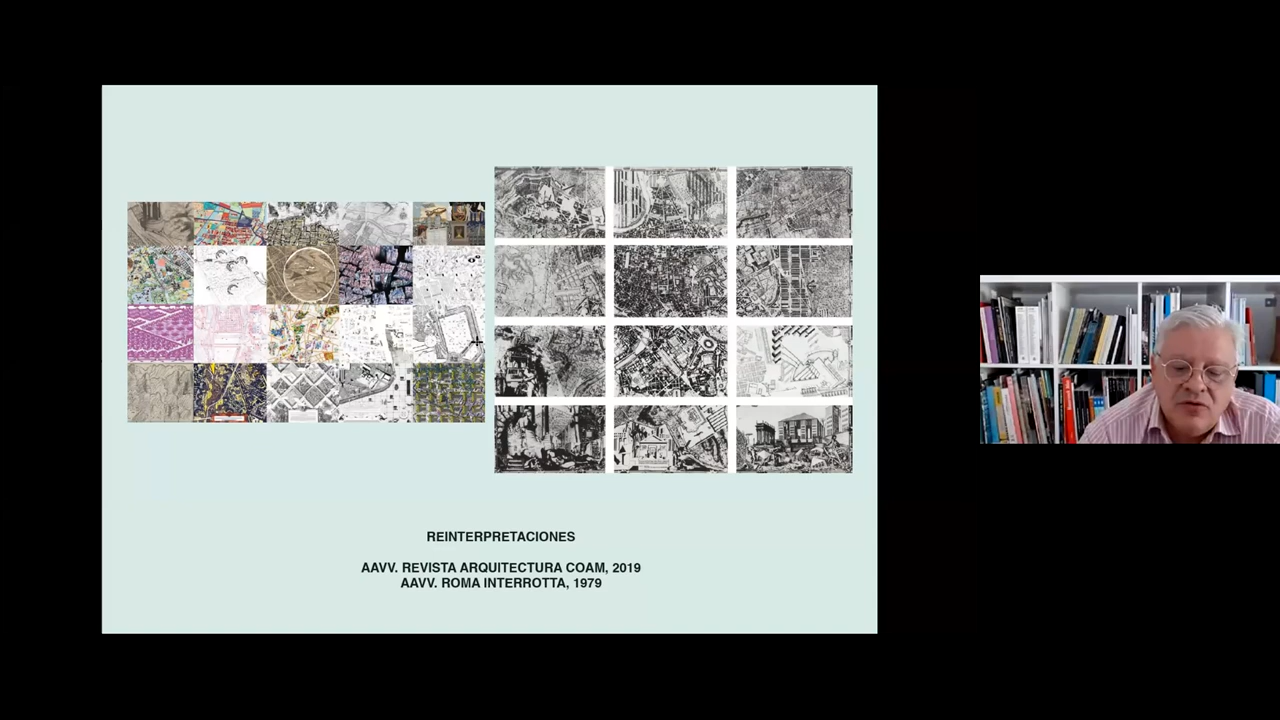 REINTERPRETACIONES
AAVV. REVISTA ARQUITECTURA COAM, 2019
AAVV. ROMA INTERROTTA, 1979